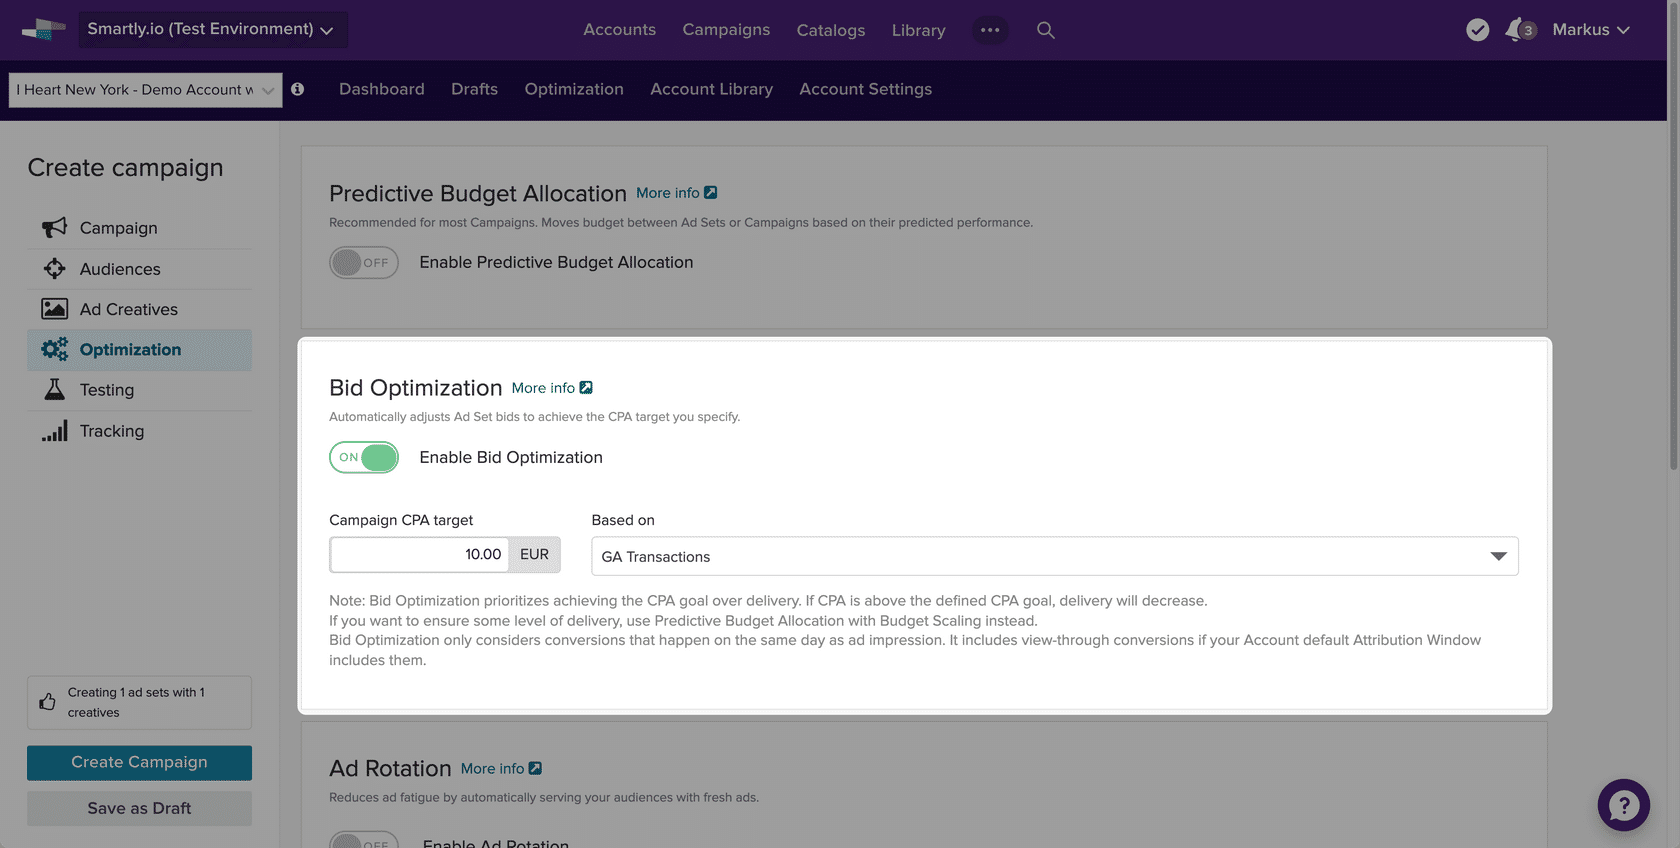 Smartly.io (Test Environment)
Accounts
Campaigns
Catalogs
Library
3
Markus
I Heart New York - Demo Account w
Dashboard
Drafts
Optimization
Account Library
Account Settings
Create campaign
Campaign
Audiences
Ad Creatives
Optimization
Testing
Tracking
Creating 1 ad sets with 1
creatives
Create Campaign
Save as Draft
Predictive Budget Allocation More info
Recommended for most Campaigns. Moves budget between Ad Sets or Campaigns based on their predicted performance.
OFF Enable Predictive Budget Allocation
Bid Optimization More info
Automatically adjusts Ad Set bids to achieve the CPA target you specify.
ON Enable Bid Optimization
Campaign CPA target
10.00 EUR
Based on
GA Transactions
Note: Bid Optimization prioritizes achieving the CPA goal over delivery. If CPA is above the defined CPA goal, delivery will decrease.
If you want to ensure some level of delivery, use Predictive Budget Allocation with Budget Scaling instead.
Bid Optimization only considers conversions that happen on the same day as ad impression. It includes view-through conversions if your Account default Attribution Window
includes them.
Ad Rotation More info
Reduces ad fatigue by automatically serving your audiences with fresh ads.
OFF Enable Ad Rotation
?